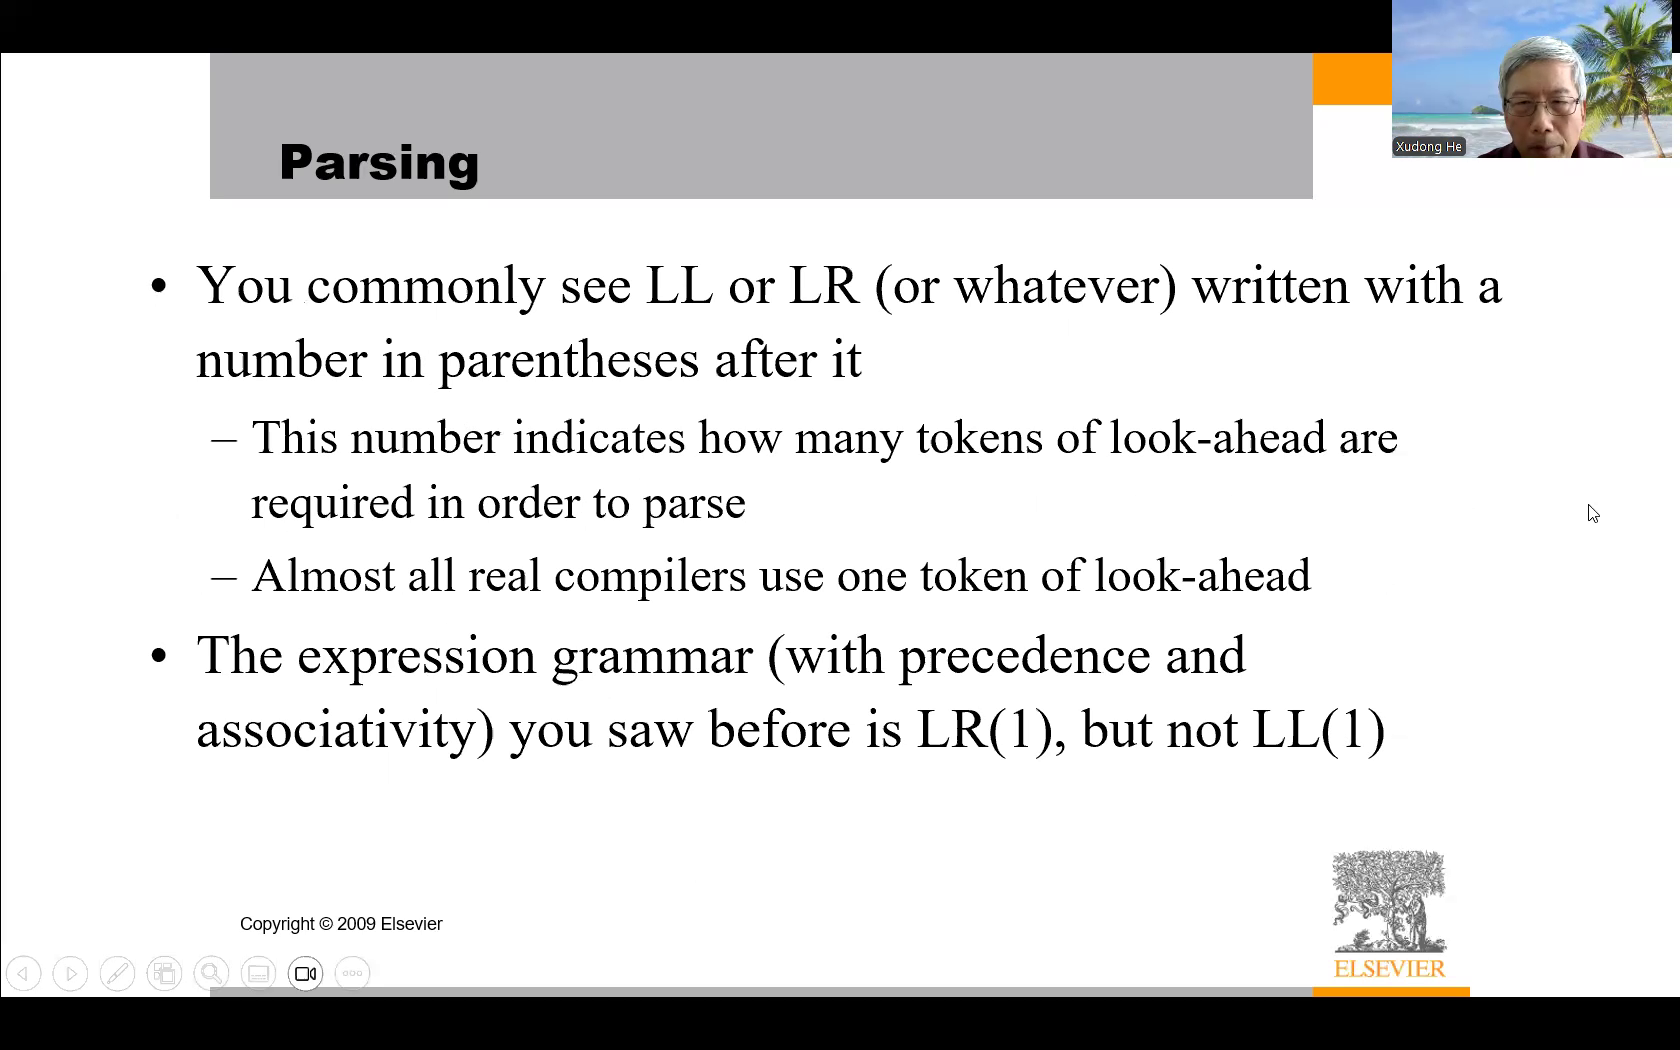 Xudong He
Parsing
• You commonly see LL or LR (or whatever) written with a
number in parentheses after it
– This number indicates how many tokens of look-ahead are
required in order to parse
– Almost all real compilers use one token of look-ahead
• The expression grammar (with precedence and
associativity) you saw before is LR(1), but not LL(1)
Copyright © 2009 Elsevier
ELSEVIER